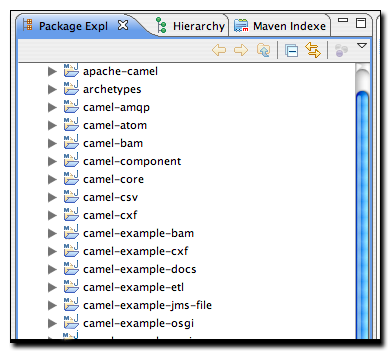 Package Expl Hierarchy Maven Indexe
apache-camel
archetypes
camel-amqp
camel-atom
camel-bam
camel-component
camel-core
camel-csv
camel-cxf
camel-example-bam
camel-example-cxf
camel-example-docs
camel-example-etl
camel-example-jms-file
camel-example-osgi